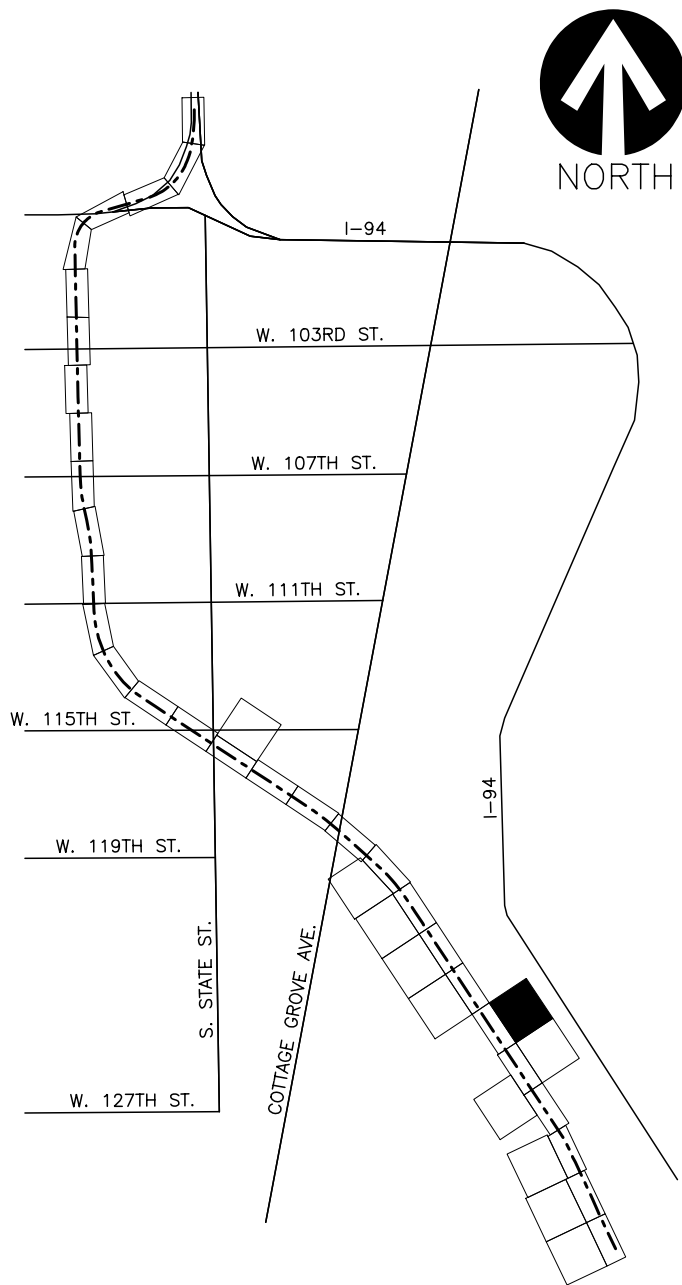 NORTH
I-94
W. 103RD ST.
W. 107TH ST.
W. 111TH ST.
W. 115TH ST.
I-94
W. 119TH ST.
S. STATE ST.
COTTAGE GROVE AVE.
W. 127TH ST.